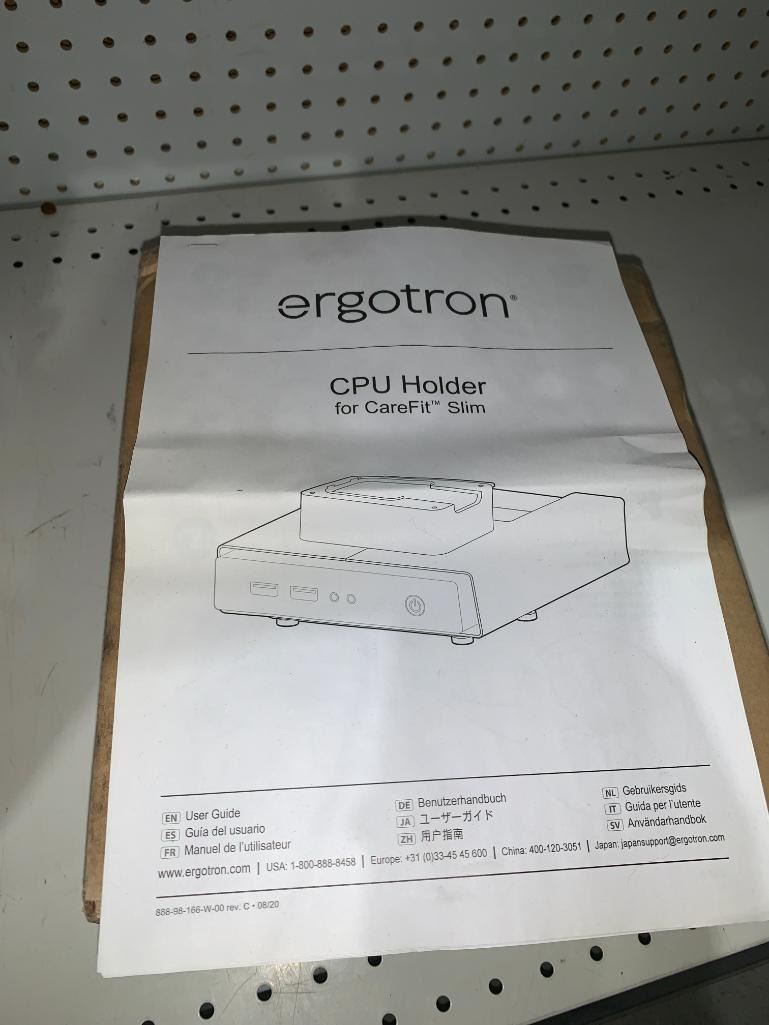 ergotron®
CPU Holder
for CareFit™ Slim
EN User Guide
ES Guía del usuario
FR Manuel de l'utilisateur
DE Benutzerhandbuch
JA ユーザーガイド
ZH 用户指南
NL Gebruikersgids
IT Guida per l'utente
SV Användarhandbok
www.ergotron.com | USA: 1-800-888-8458 | Europe: +31 (0)33-45 45 600 | China: 400-120-3051 | Japan: japansupport@ergotron.com
888-98-166-W-00 rev. C • 08/20